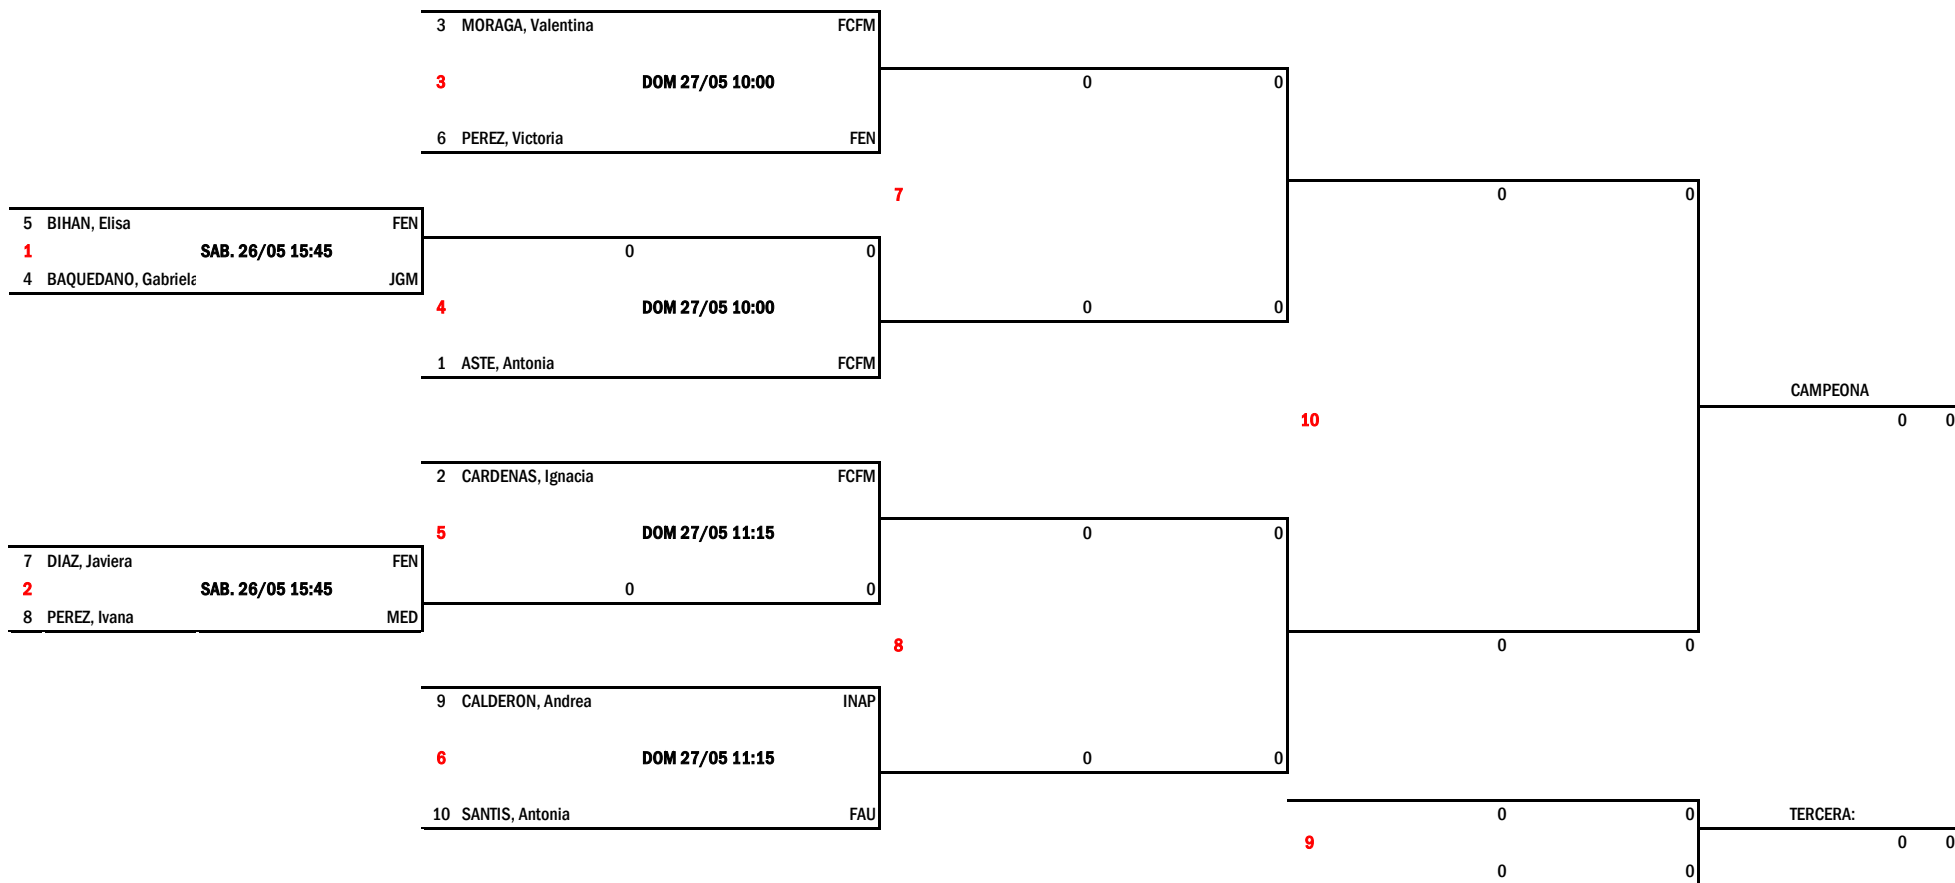 3 MORAGA, Valentina FCFM
3 DOM 27/05 10:00
0 0
6 PEREZ, Victoria FEN
7
0 0
5 BIHAN, Elisa FEN
1 SAB. 26/05 15:45
4 BAQUEDANO, Gabriela JGM
0 0
4 DOM 27/05 10:00
0 0
1 ASTE, Antonia FCFM
CAMPEONA
10
0 0
2 CARDENAS, Ignacia FCFM
5 DOM 27/05 11:15
0 0
7 DIAZ, Javiera FEN
2 SAB. 26/05 15:45
8 PEREZ, Ivana MED
0 0
8
0 0
9 CALDERON, Andrea INAP
6 DOM 27/05 11:15
0 0
10 SANTIS, Antonia FAU
0 0
TERCERA:
9
0 0
0 0